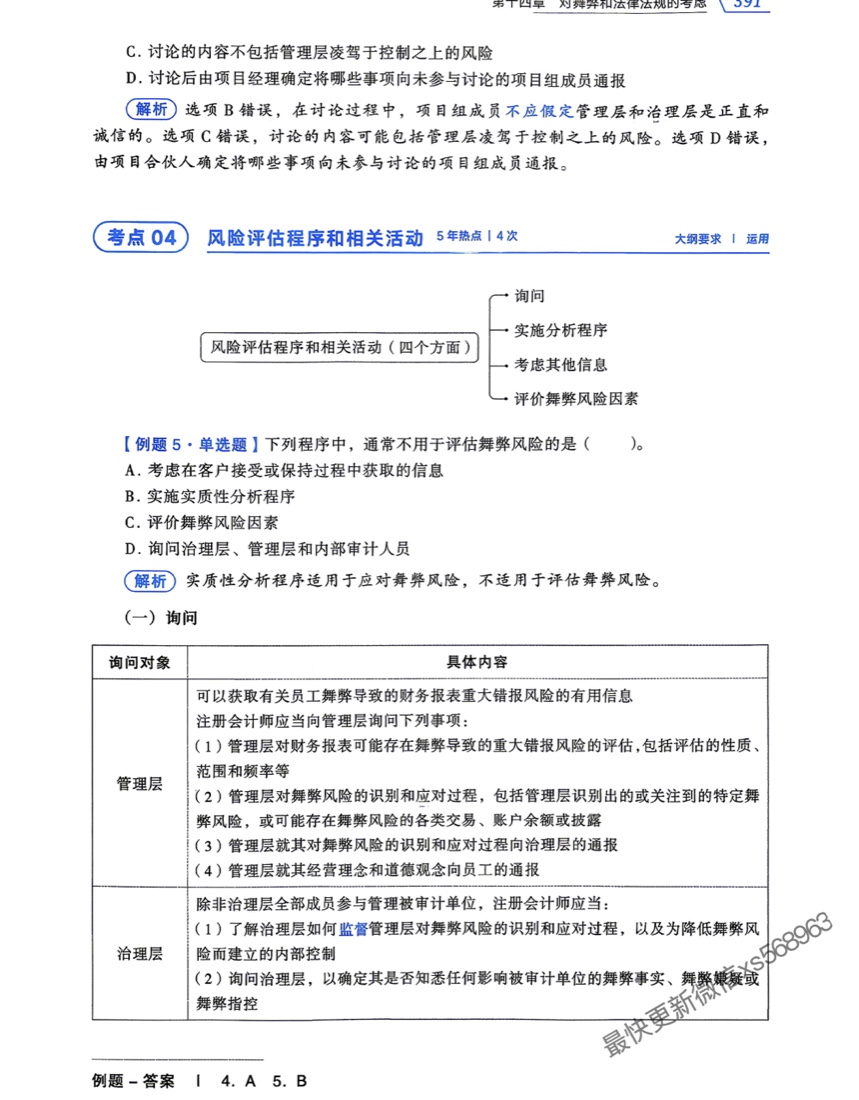 第十四章 对舞弊和法律法规的考虑 391
C. 讨论的内容不包括管理层凌驾于控制之上的风险
D. 讨论后由项目经理确定将哪些事项向未参与讨论的项目组成员通报
解析 选项 B 错误，在讨论过程中，项目组成员不应假定管理层和治理层是正直和
诚信的。选项 C 错误，讨论的内容可能包括管理层凌驾于控制之上的风险。选项 D 错误，
由项目合伙人确定将哪些事项向未参与讨论的项目组成员通报。
考点 04 风险评估程序和相关活动 5 年热点 | 4 次 大纲要求 | 运用
风险评估程序和相关活动（四个方面）
询问
实施分析程序
考虑其他信息
评价舞弊风险因素
【例题 5 · 单选题】下列程序中，通常不用于评估舞弊风险的是（ ）。
A. 考虑在客户接受或保持过程中获取的信息
B. 实施实质性分析程序
C. 评价舞弊风险因素
D. 询问治理层、管理层和内部审计人员
解析 实质性分析程序适用于应对舞弊风险，不适用于评估舞弊风险。
（一）询问
询问对象 具体内容
管理层
可以获取有关员工舞弊导致的财务报表重大错报风险的有用信息
注册会计师应当向管理层询问下列事项：
（1）管理层对财务报表可能存在舞弊导致的重大错报风险的评估，包括评估的性质、
范围和频率等
（2）管理层对舞弊风险的识别和应对过程，包括管理层识别出的或关注到的特定舞
弊风险，或可能存在舞弊风险的各类交易、账户余额或披露
（3）管理层就其对舞弊风险的识别和应对过程向治理层的通报
（4）管理层就其经营理念和道德观念向员工的通报
治理层
除非治理层全部成员参与管理被审计单位，注册会计师应当：
（1）了解治理层如何监督管理层对舞弊风险的识别和应对过程，以及为降低舞弊风
险而建立的内部控制
（2）询问治理层，以确定其是否知悉任何影响被审计单位的舞弊事实、舞弊嫌疑或
舞弊指控
最快更新微信xs568963
例题 – 答案 | 4. A 5. B